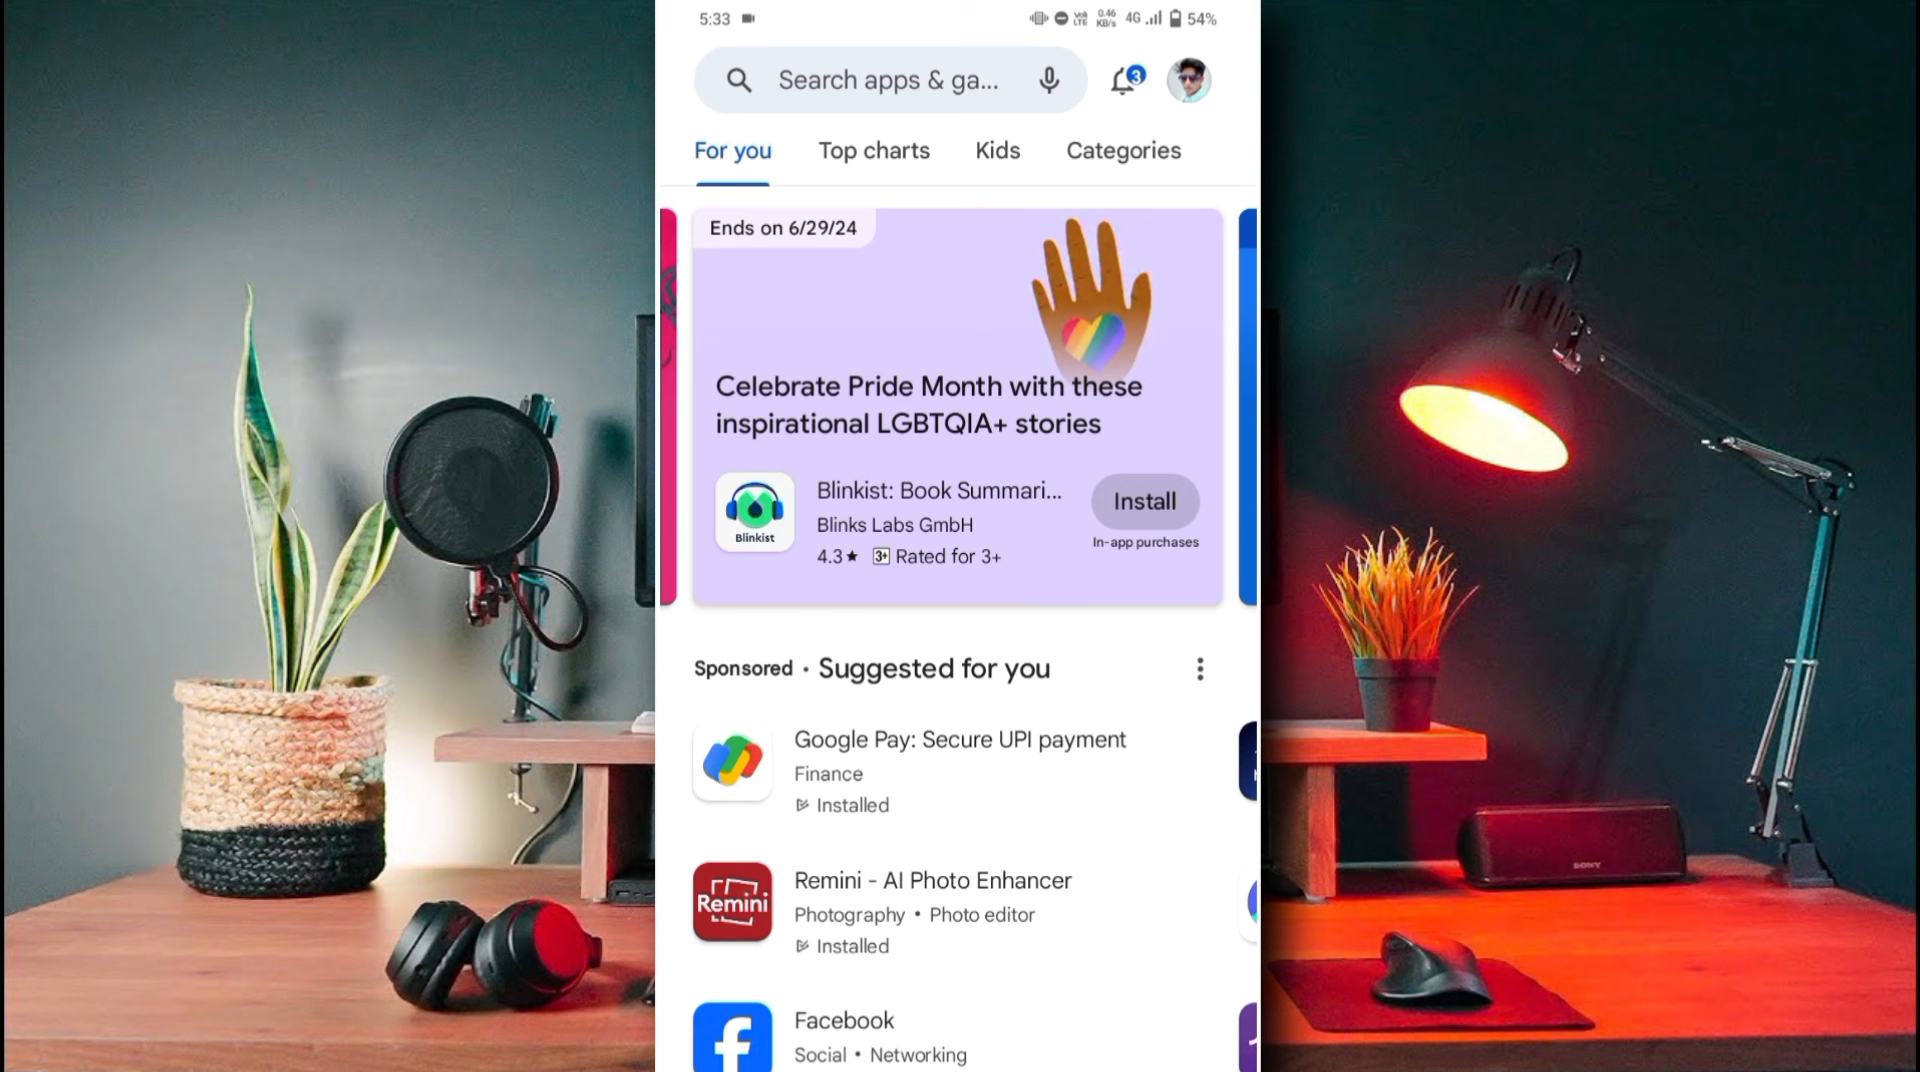 5:33
Vo)) LTE
0.46 KB/s
4G
54%
Search apps & ga...
3
For you
Top charts
Kids
Categories
Ends on 6/29/24
Celebrate Pride Month with these
inspirational LGBTQIA+ stories
Blinkist
Blinkist: Book Summari...
Blinks Labs GmbH
4.3★ 3+ Rated for 3+
Install
In-app purchases
Sponsored • Suggested for you
Google Pay: Secure UPI payment
Finance
Installed
Remini
Remini - AI Photo Enhancer
Photography • Photo editor
Installed
Facebook
Social • Networking
SONY